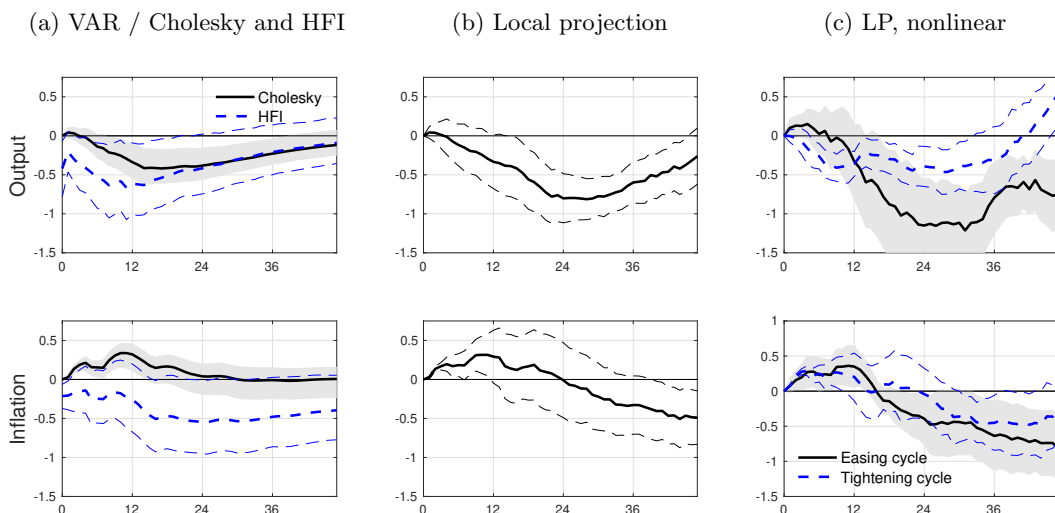 (a) VAR / Cholesky and HFI
(b) Local projection
(c) LP, nonlinear
Output
0.5
0
-0.5
-1
-1.5
0 12 24 36
Cholesky
HFI
0.5
0
-0.5
-1
-1.5
0 12 24 36
0.5
0
-0.5
-1
-1.5
0 12 24 36
Inflation
0.5
0
-0.5
-1
-1.5
0 12 24 36
0.5
0
-0.5
-1
-1.5
0 12 24 36
1
0.5
0
-0.5
-1
-1.5
0 12 24 36
Easing cycle
Tightening cycle